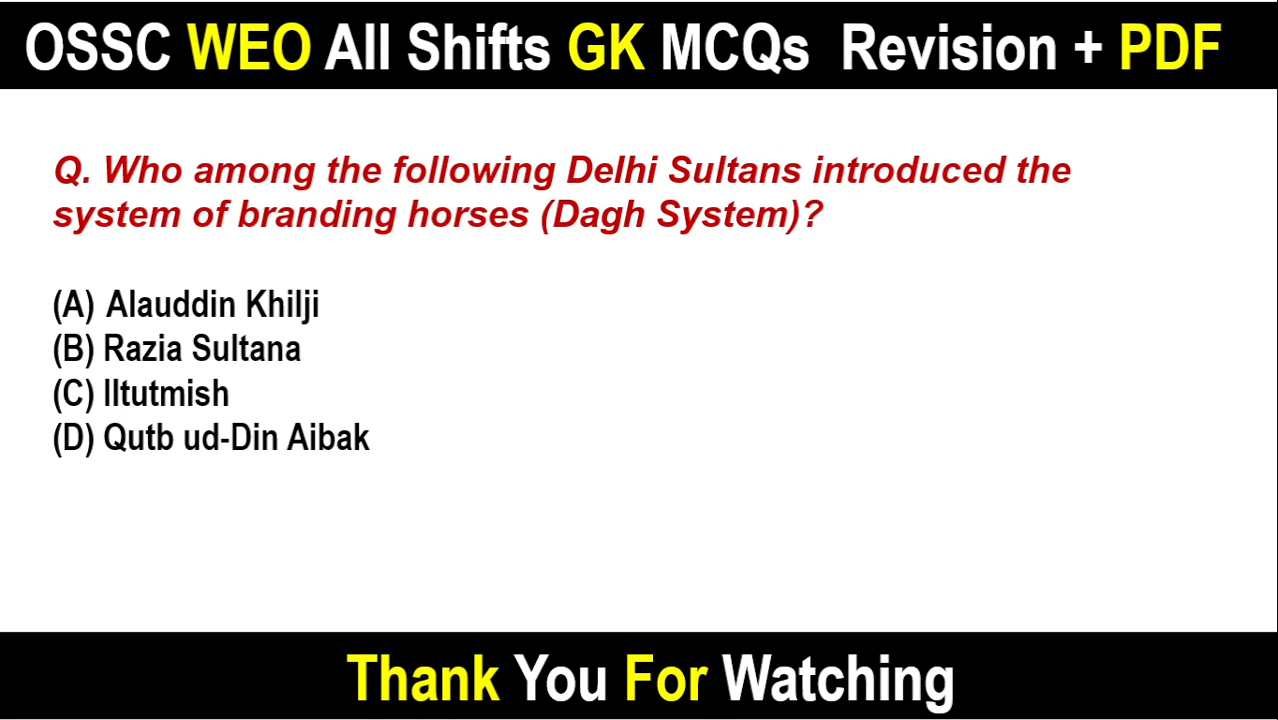 OSSC WEO All Shifts GK MCQs Revision + PDF
Q. Who among the following Delhi Sultans introduced the
system of branding horses (Dagh System)?
(A) Alauddin Khilji
(B) Razia Sultana
(C) Iltutmish
(D) Qutb ud-Din Aibak
Thank You For Watching